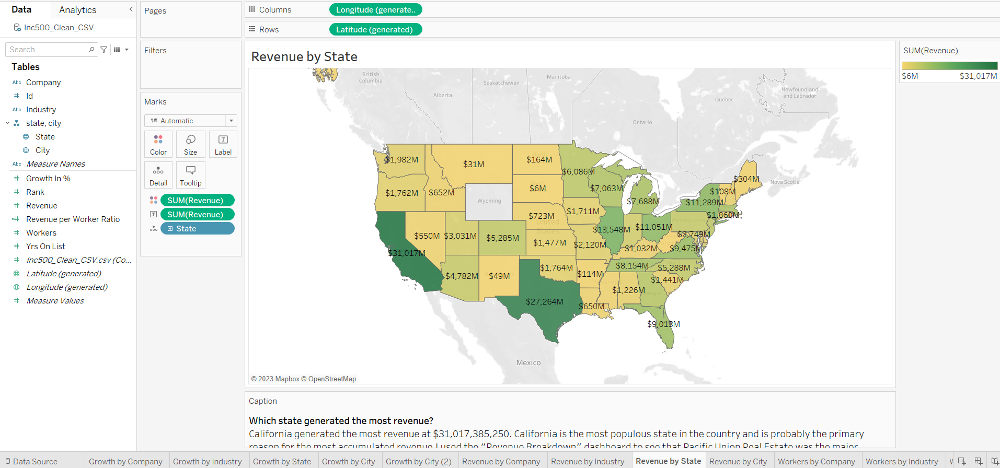 Data
Analytics
Inc500_Clean_CSV
Search
Tables
Abc Company
# Id
Abc Industry
state, city
State
City
Abc Measure Names
# Growth In %
# Rank
# Revenue
=# Revenue per Worker Ratio
# Workers
# Yrs On List
# Inc500_Clean_CSV.csv (Co...
Latitude (generated)
Longitude (generated)
# Measure Values
Pages
Filters
Marks
Automatic
Color
Size
T
Label
Detail
Tooltip
SUM(Revenue)
T SUM(Revenue)
State
Columns
Longitude (generate..
Rows
Latitude (generated)
Revenue by State
British
Columbia
Alberta
Saskatchewan
Manitoba
Ontario
Quebec
Newfoundland
and Labrador
Nova Scotia
$1,982M
$31M
$164M
$6,086M
$304M
$1,762M
$652M
Wyoming
$6M
$7,063M
$7,688M
$108M
$11,289M
$723M
$1,711M
$1,860M
United
States
Pennsylvania
$31,017M
$550M
$3,031M
$5,285M
$1,477M
$2,120M
$13,548M
$11,051M
$2,749M
$1,032M
$9,475M
$4,782M
$49M
$1,764M
$114M
$8,154M
$5,288M
$1,441M
$1,226M
$27,264M
$650M
$9,013M
Mexico
© 2023 Mapbox © OpenStreetMap
SUM(Revenue)
$6M
$31,017M
Caption
Which state generated the most revenue?
California generated the most revenue at $31,017,385,250. California is the most populous state in the country and is probably the primary
reason for the most accumulated revenue. I used the "Revenue Breakdown" dashboard to see that Pacific Union Real Estate was the major
Data Source
Growth by Company
Growth by Industry
Growth by State
Growth by City
Growth by City (2)
Revenue by Company
Revenue by Industry
Revenue by State
Revenue by City
Workers by Company
Workers by Industry